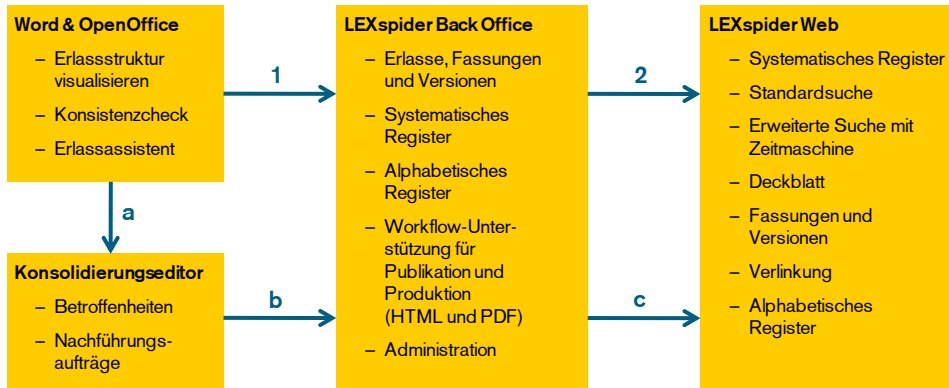 Word & OpenOffice
– Erlassstruktur
visualisieren
– Konsistenzcheck
– Erlassassistent
1
a
Konsolidierungseditor
– Betroffenheiten
– Nachführungs-
aufträge
b
LEXspider Back Office
– Erlasse, Fassungen
und Versionen
– Systematisches
Register
– Alphabetisches
Register
– Workflow-Unter-
stützung für
Publikation und
Produktion
(HTML und PDF)
– Administration
2
c
LEXspider Web
– Systematisches Register
– Standardsuche
– Erweiterte Suche mit
Zeitmaschine
– Deckblatt
– Fassungen und
Versionen
– Verlinkung
– Alphabetisches
Register